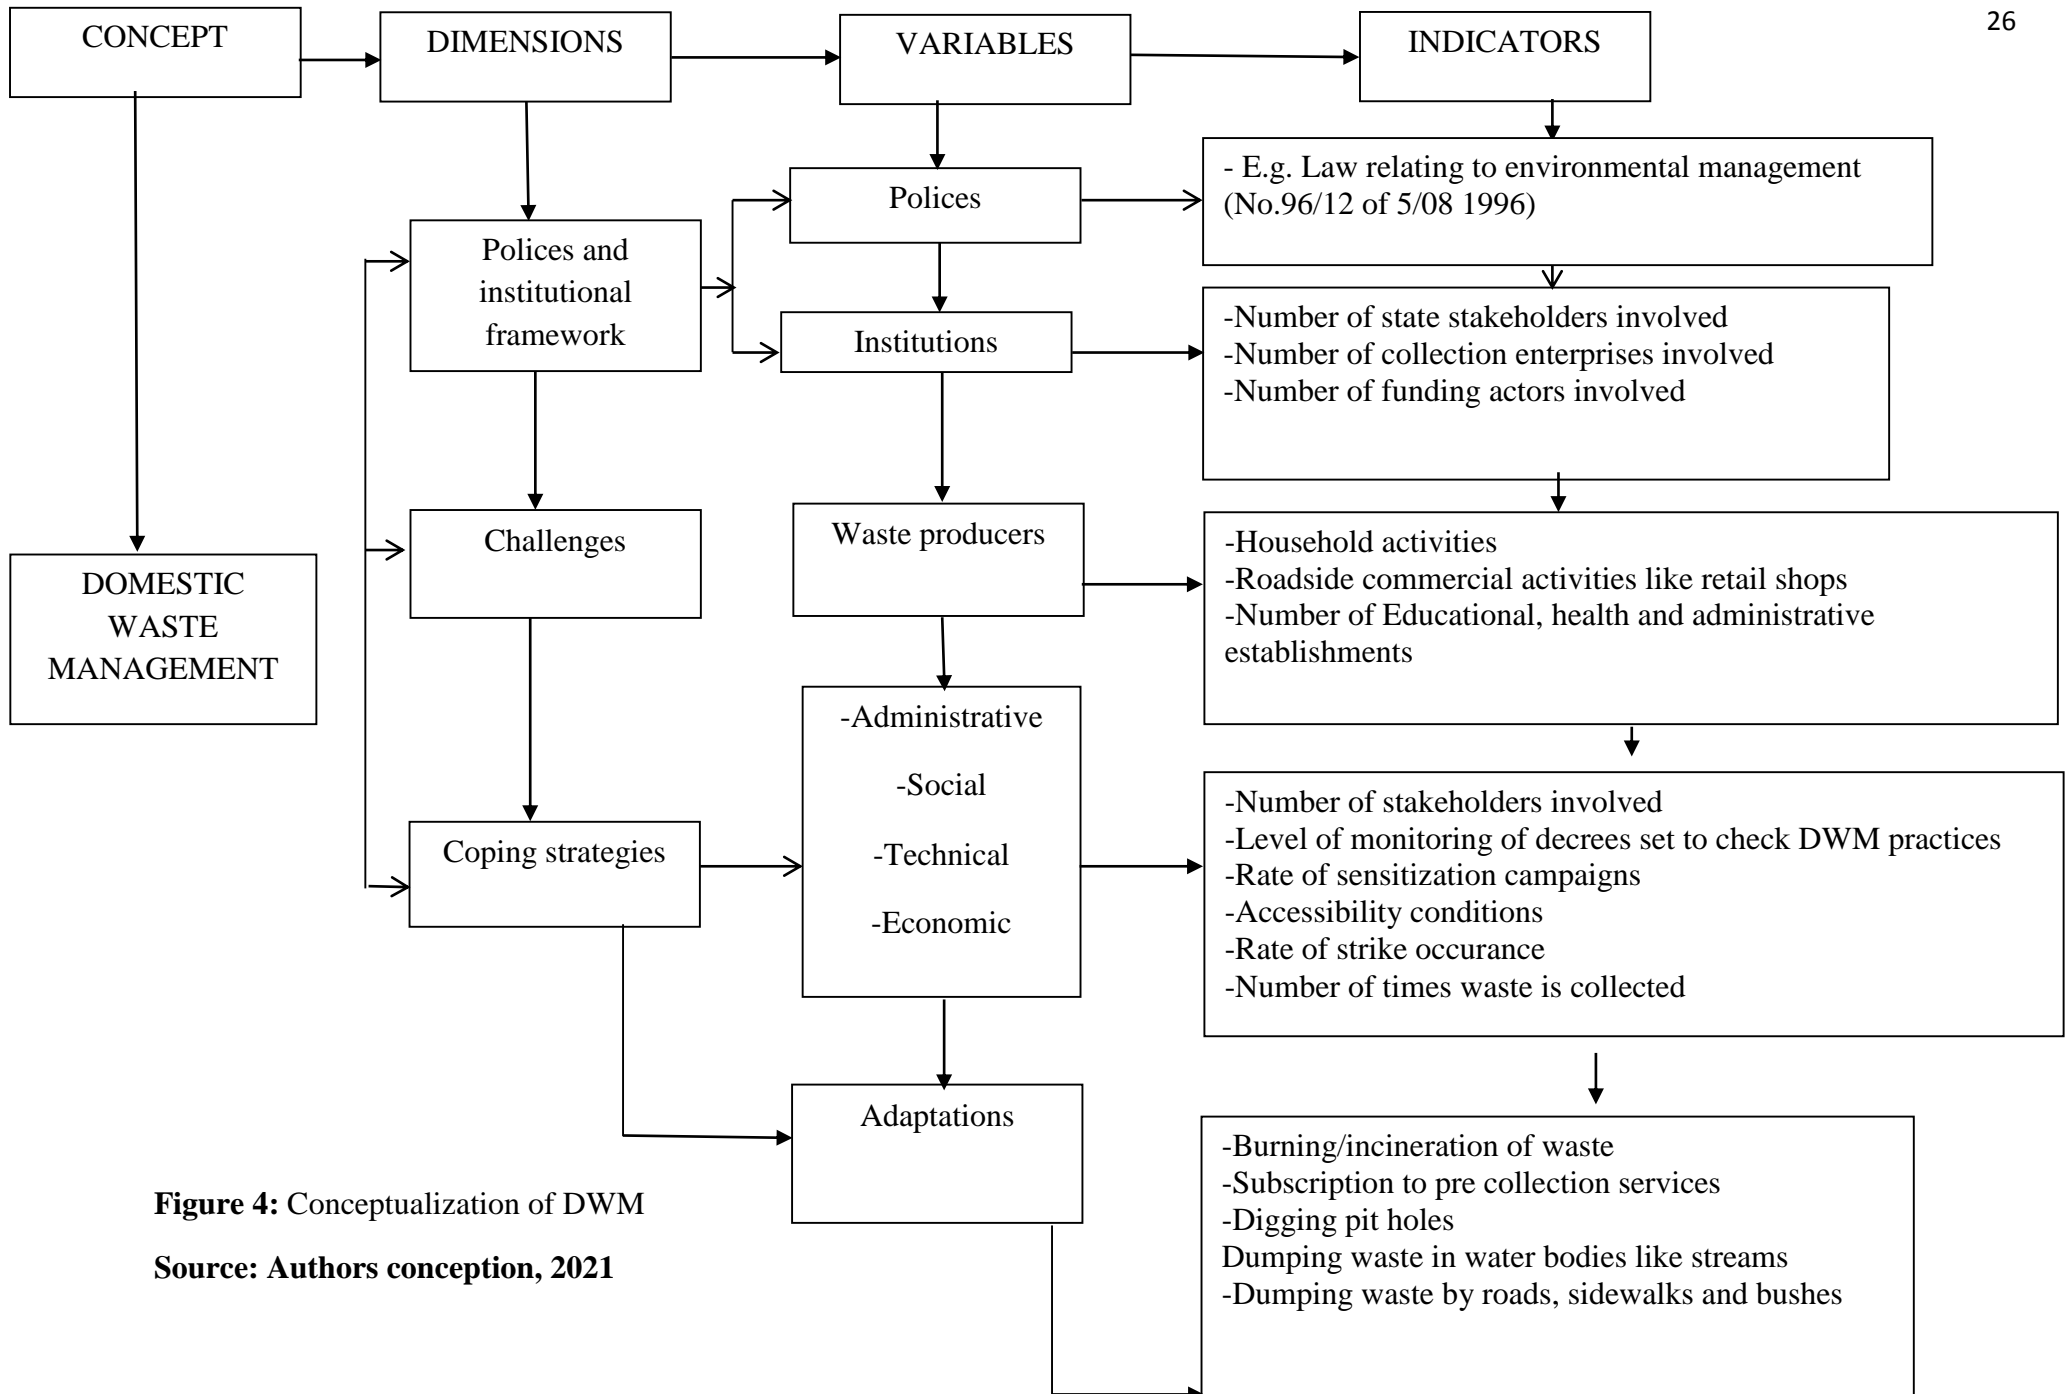 26
CONCEPT
DIMENSIONS
VARIABLES
INDICATORS
DOMESTIC
WASTE
MANAGEMENT
Polices and
institutional
framework
Challenges
Coping strategies
Polices
Institutions
Waste producers
-Administrative
-Social
-Technical
-Economic
Adaptations
- E.g. Law relating to environmental management
(No.96/12 of 5/08 1996)
-Number of state stakeholders involved
-Number of collection enterprises involved
-Number of funding actors involved
-Household activities
-Roadside commercial activities like retail shops
-Number of Educational, health and administrative
establishments
-Number of stakeholders involved
-Level of monitoring of decrees set to check DWM practices
-Rate of sensitization campaigns
-Accessibility conditions
-Rate of strike occurance
-Number of times waste is collected
-Burning/incineration of waste
-Subscription to pre collection services
-Digging pit holes
Dumping waste in water bodies like streams
-Dumping waste by roads, sidewalks and bushes
Figure 4: Conceptualization of DWM
Source: Authors conception, 2021